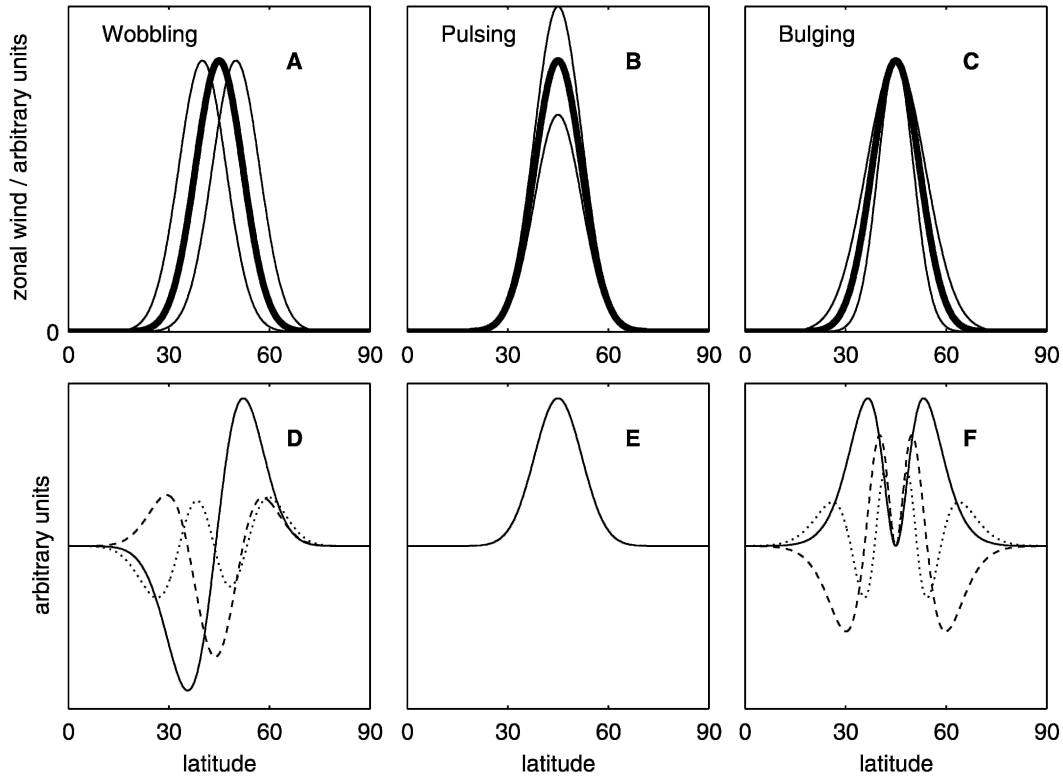 Wobbling
A
Pulsing
B
Bulging
C
zonal wind / arbitrary units
0
0 30 60 90
0 30 60 90
0 30 60 90
D
E
F
arbitrary units
0 30 60 90
0 30 60 90
0 30 60 90
latitude
latitude
latitude